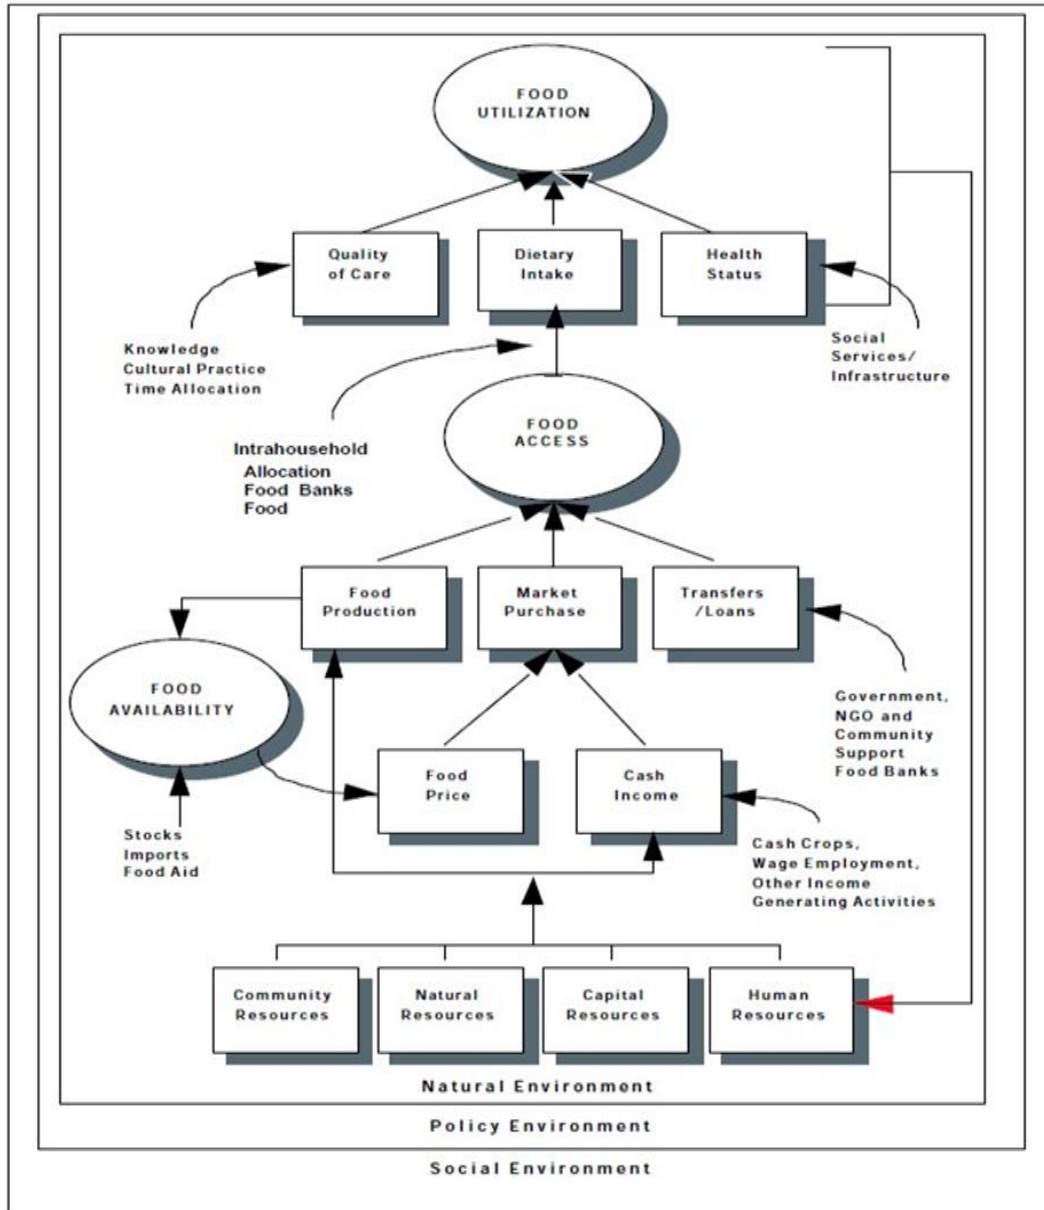 FOOD
UTILIZATION
Quality
of Care
Dietary
Intake
Health
Status
Knowledge
Cultural Practice
Time Allocation
Social
Services/
Infrastructure
Intrahousehold
Allocation
Food Banks
Food
FOOD
ACCESS
Food
Production
Market
Purchase
Transfers
/Loans
FOOD
AVAILABILITY
Government,
NGO and
Community
Support
Food Banks
Food
Price
Cash
Income
Stocks
Imports
Food Aid
Cash Crops,
Wage Employment,
Other Income
Generating Activities
Community
Resources
Natural
Resources
Capital
Resources
Human
Resources
Natural Environment
Policy Environment
Social Environment